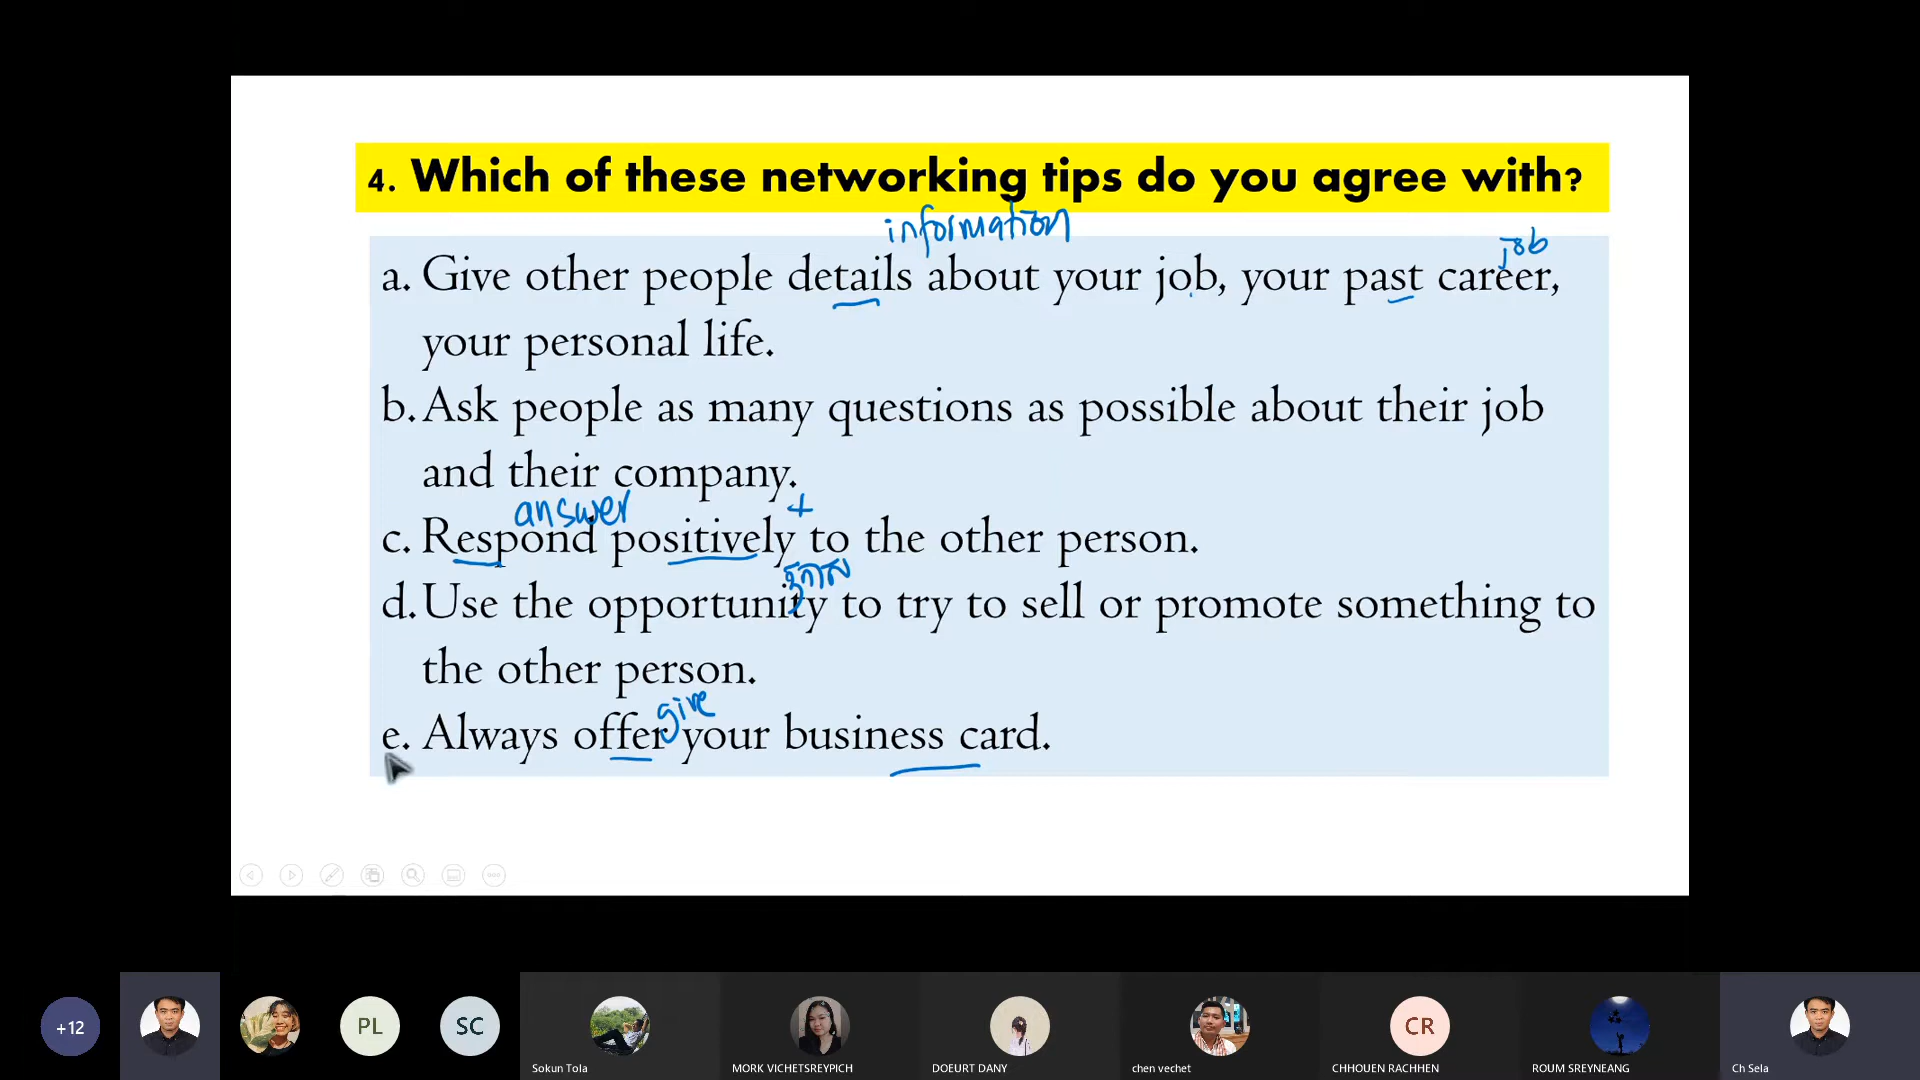 4. Which of these networking tips do you agree with?
information
job
a. Give other people details about your job, your past career,
your personal life.
b. Ask people as many questions as possible about their job
and their company.
answer +
c. Respond positively to the other person.
ឱកាស
d. Use the opportunity to try to sell or promote something to
the other person.
give
e. Always offer your business card.
+12
PL
SC
CR
Sokun Tola
MORK VICHETSREYPICH
DOEURT DANY
chen vechet
CHHOUEN RACHHEN
ROUM SREYNEANG
Ch Sela